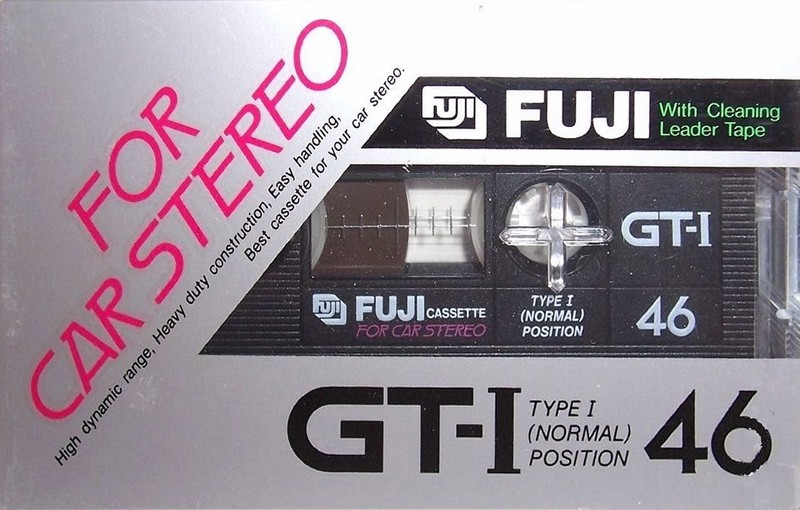 FOR
CAR STEREO
High dynamic range, Heavy duty construction, Easy handling,
Best cassette for your car stereo.
FUJI
FUJI
With Cleaning
Leader Tape
GT-I
FUJI
FUJI CASSETTE
FOR CAR STEREO
TYPE I
(NORMAL)
POSITION
46
GT-I
TYPE I
(NORMAL)
POSITION
46